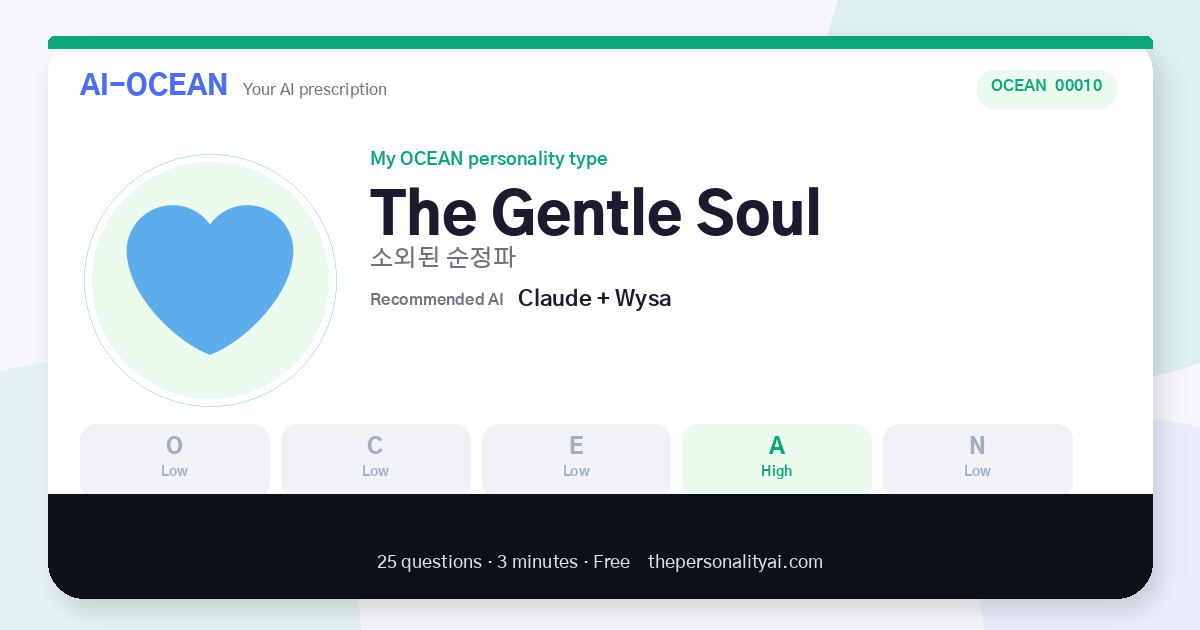 AI-OCEAN Your AI prescription
OCEAN 00010
My OCEAN personality type
The Gentle Soul
소외된 순정파
Recommended AI Claude + Wysa
O
Low
C
Low
E
Low
A
High
N
Low
25 questions · 3 minutes · Free thepersonalityai.com